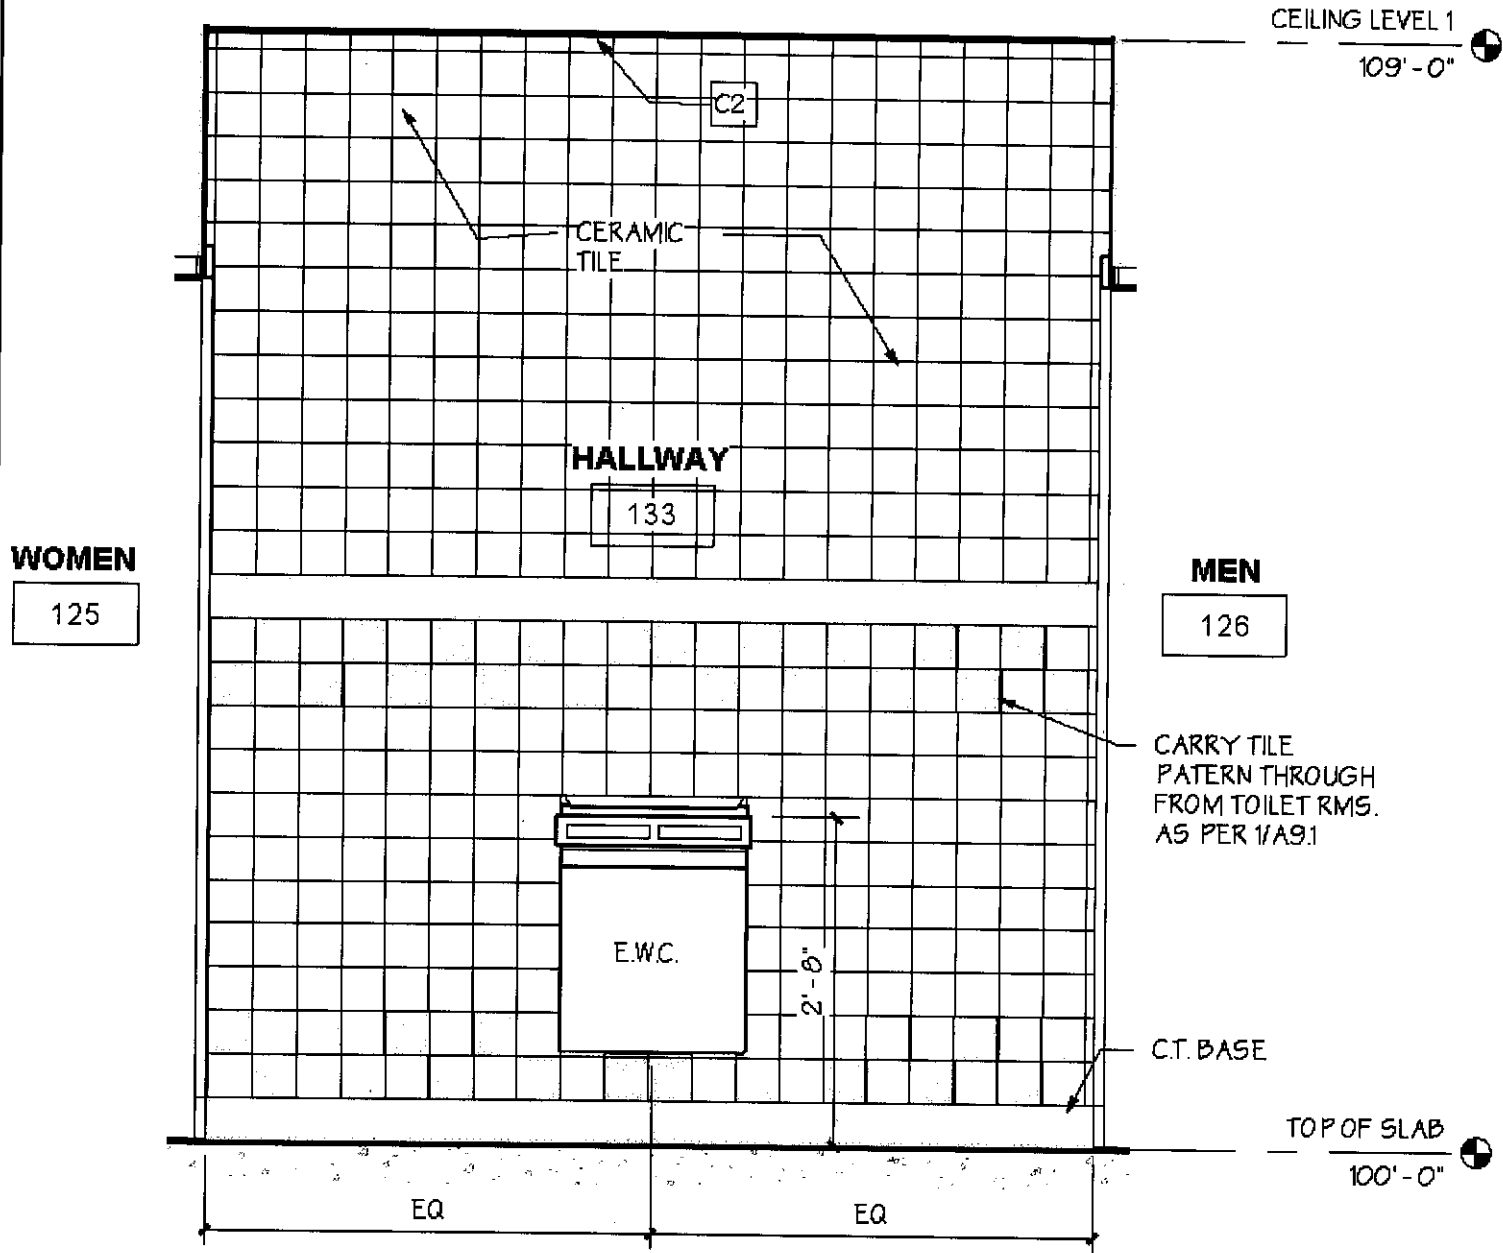 CEILING LEVEL 1
109'-0"
C2
CERAMIC
TILE
HALLWAY
133
WOMEN
125
MEN
126
CARRY TILE
PATERN THROUGH
FROM TOILET RMS.
AS PER 1/A9.1
E.W.C.
2'-8"
C.T. BASE
TOP OF SLAB
100'-0"
EQ
EQ